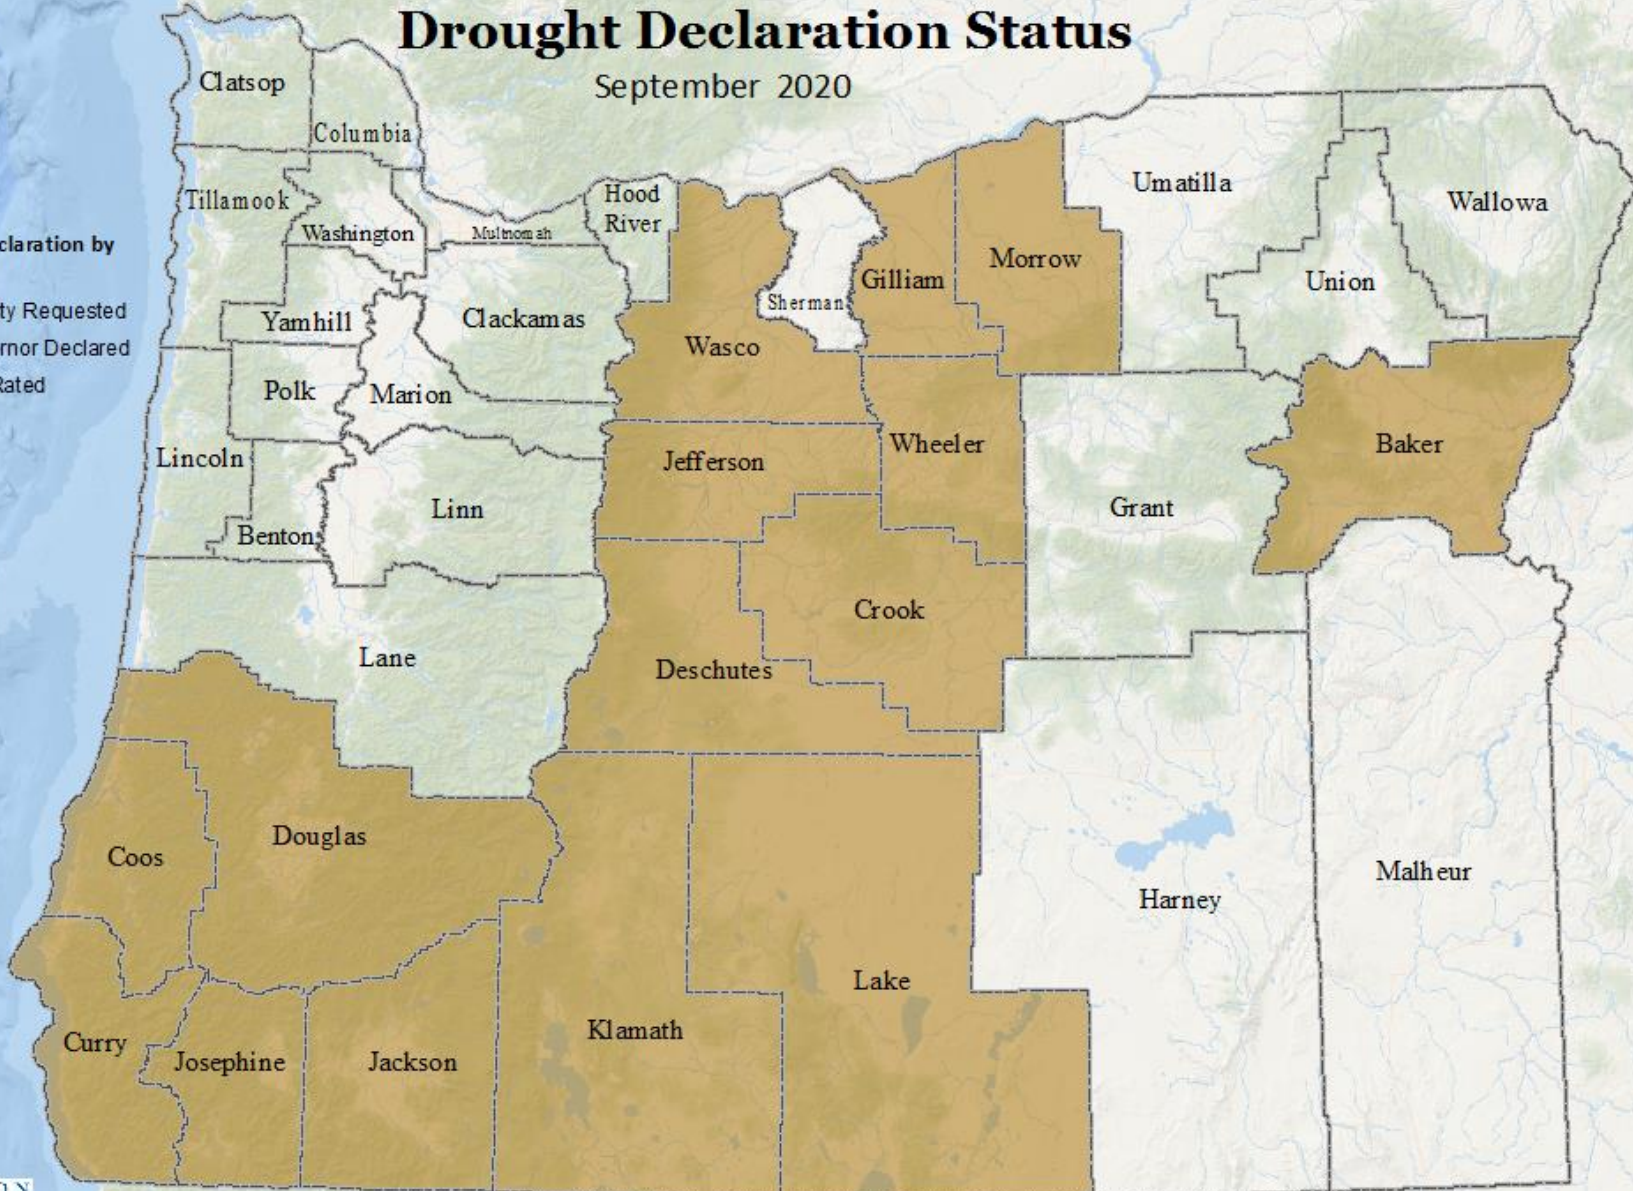 Drought Declaration Status
September 2020
Clatsop
Columbia
Tillamook
Washington
Multnomah
Hood
River
Umatilla
Wallowa
claration by
ty Requested
rnor Declared
Rated
Yamhill
Clackamas
Sherman
Gilliam
Morrow
Union
Wasco
Polk
Marion
Lincoln
Jefferson
Wheeler
Baker
Linn
Grant
Benton
Lane
Crook
Deschutes
Coos
Douglas
Harney
Malheur
Lake
Curry
Josephine
Jackson
Klamath